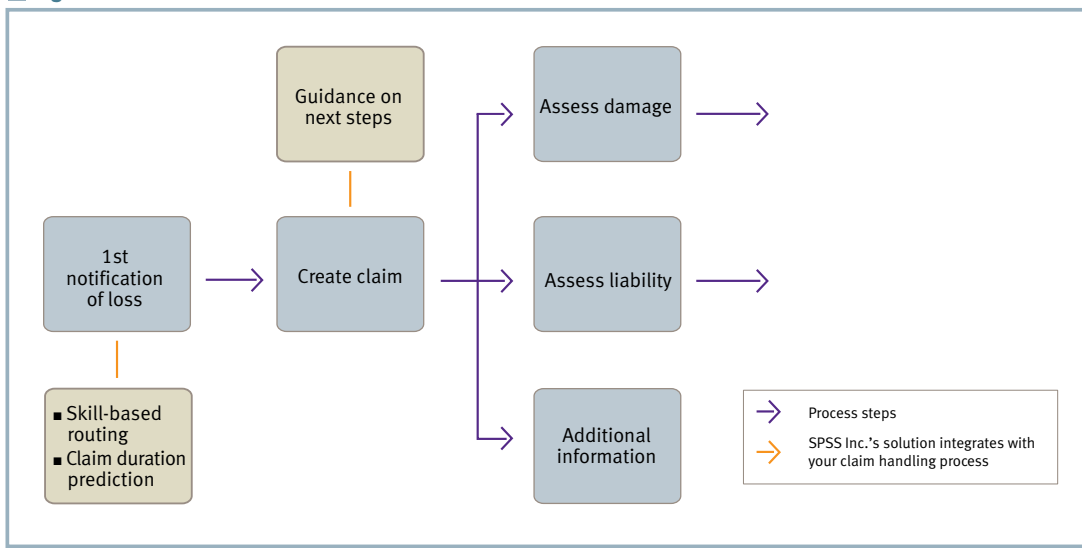 Guidance on
next steps
Assess damage
1st
notification
of loss
Create claim
Assess liability
■ Skill-based
routing
■ Claim duration
prediction
Additional
information
Process steps
SPSS Inc.'s solution integrates with
your claim handling process